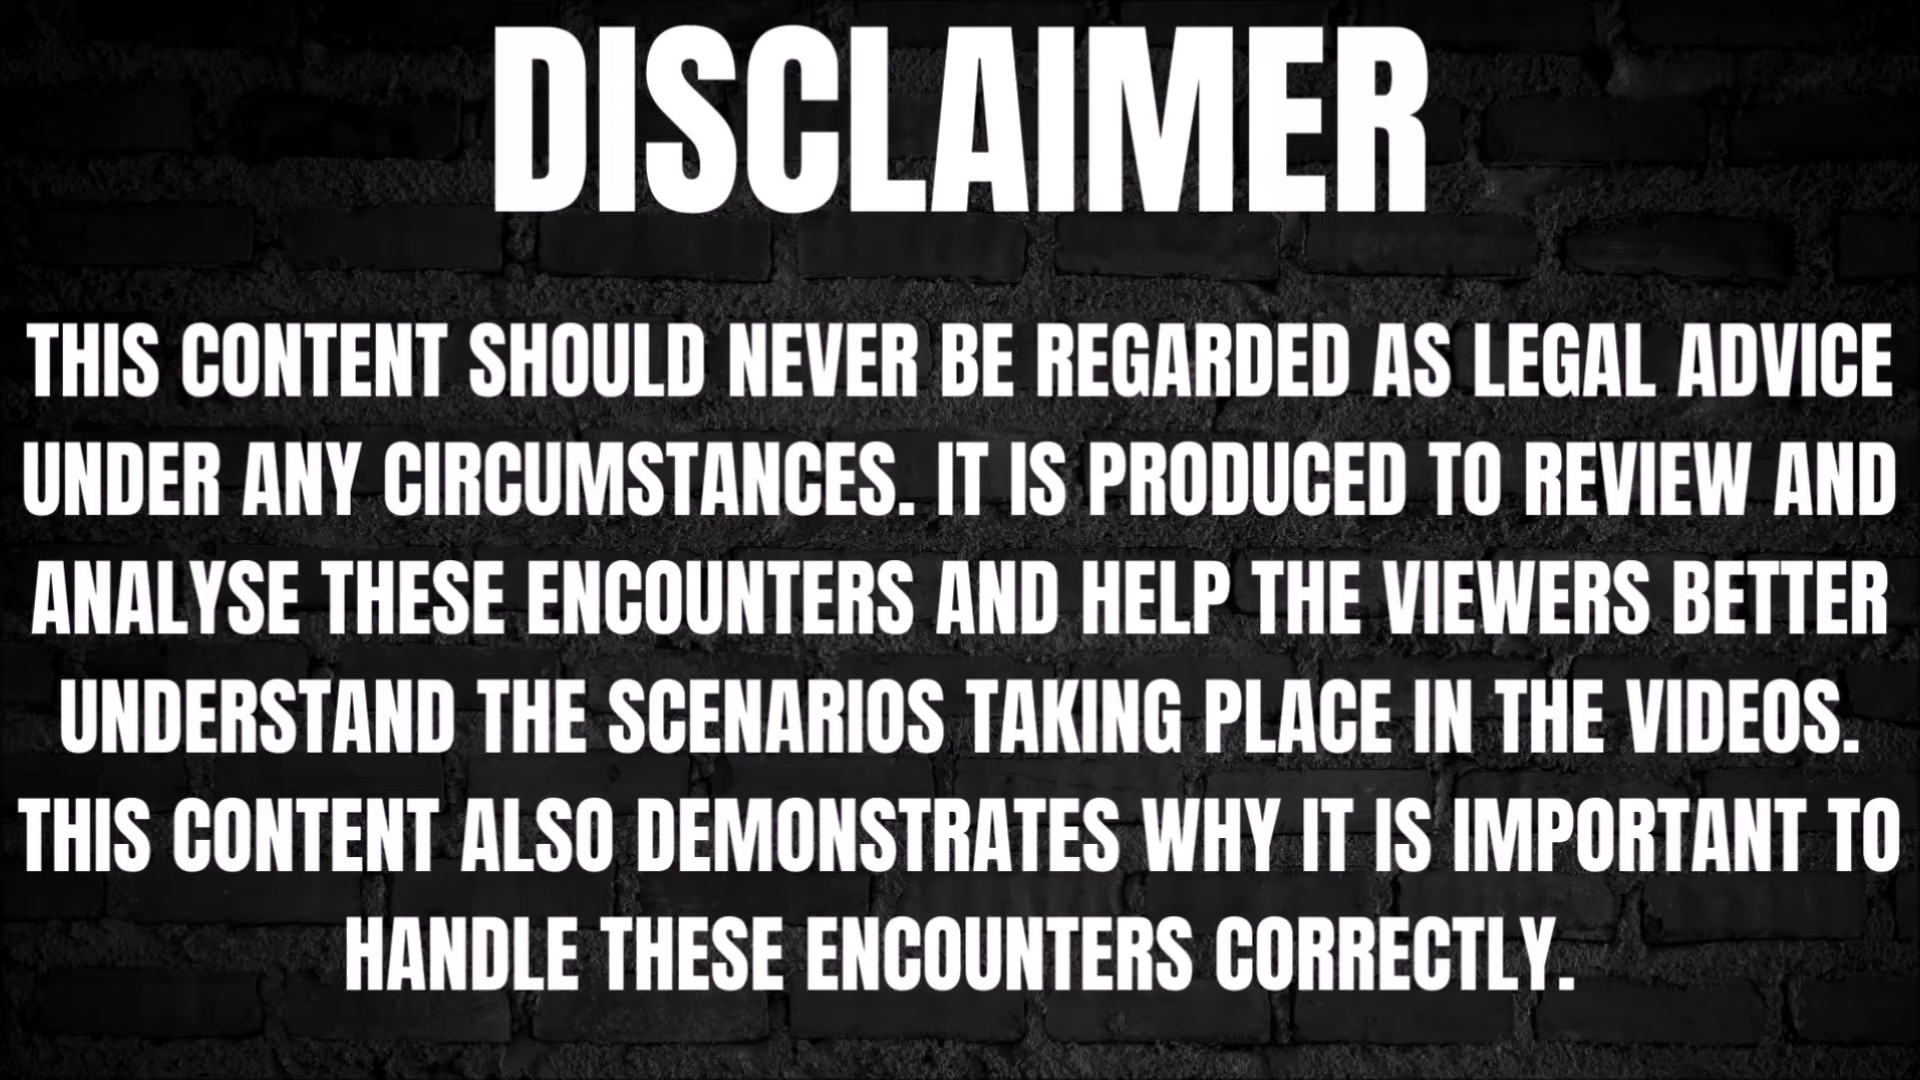 DISCLAIMER
THIS CONTENT SHOULD NEVER BE REGARDED AS LEGAL ADVICE
UNDER ANY CIRCUMSTANCES. IT IS PRODUCED TO REVIEW AND
ANALYSE THESE ENCOUNTERS AND HELP THE VIEWERS BETTER
UNDERSTAND THE SCENARIOS TAKING PLACE IN THE VIDEOS.
THIS CONTENT ALSO DEMONSTRATES WHY IT IS IMPORTANT TO
HANDLE THESE ENCOUNTERS CORRECTLY.